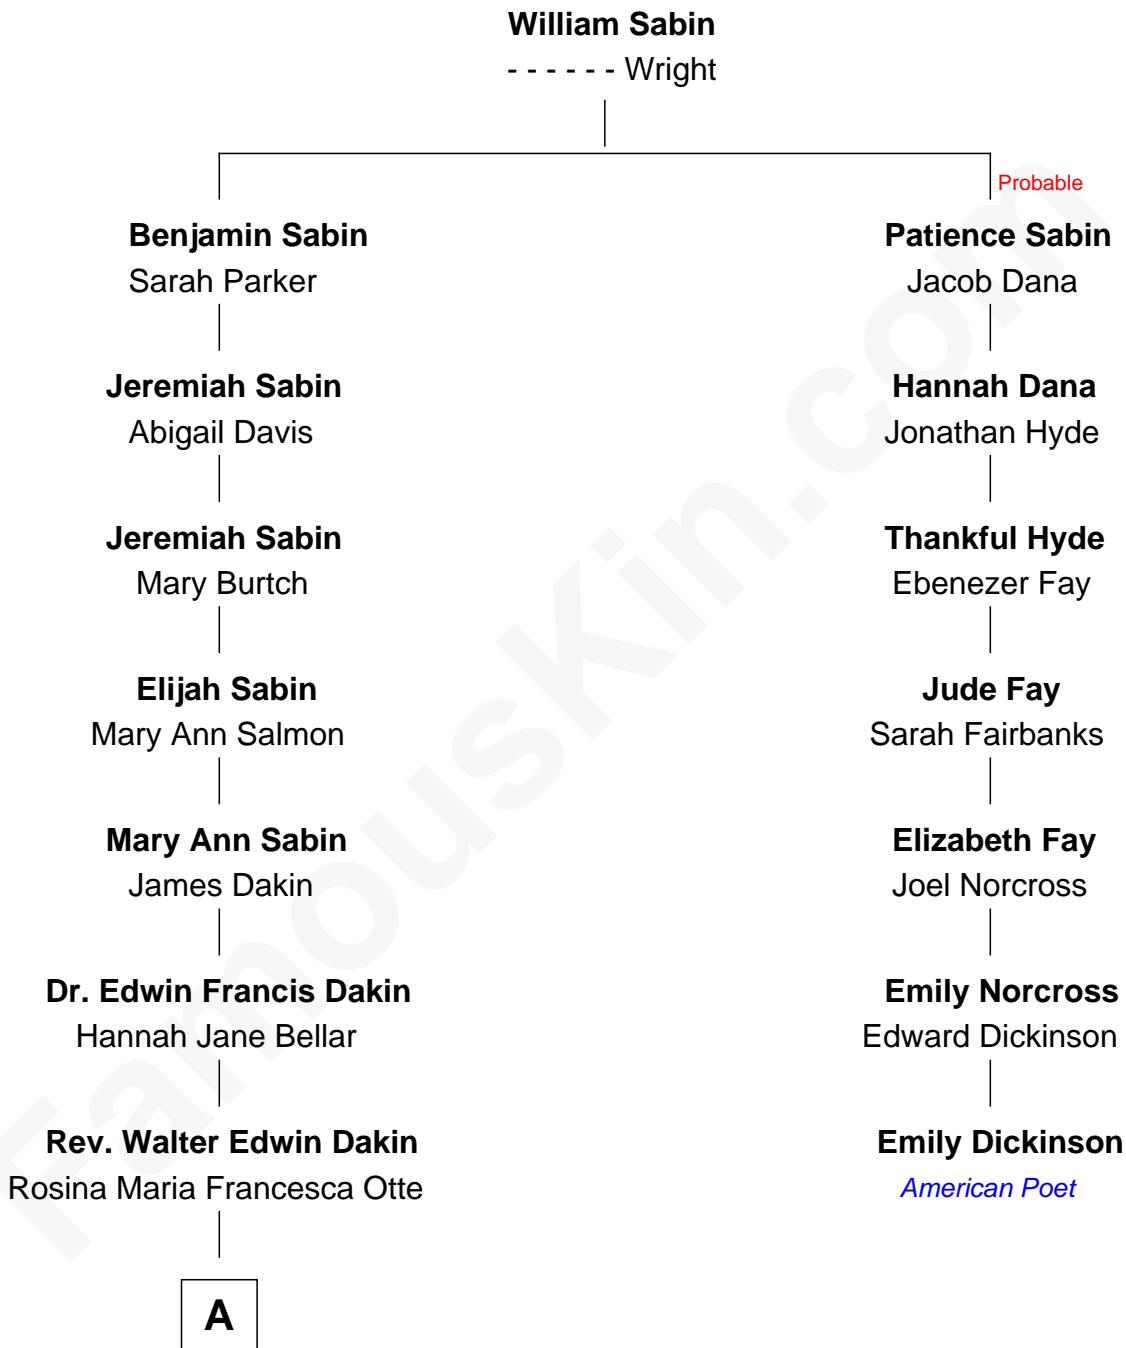 William Sabin
- - - - - - Wright
Probable
Benjamin Sabin
Sarah Parker
Patience Sabin
Jacob Dana
Jeremiah Sabin
Abigail Davis
Hannah Dana
Jonathan Hyde
Jeremiah Sabin
Mary Burtch
Thankful Hyde
Ebenezer Fay
Elijah Sabin
Mary Ann Salmon
Jude Fay
Sarah Fairbanks
Mary Ann Sabin
James Dakin
Elizabeth Fay
Joel Norcross
Dr. Edwin Francis Dakin
Hannah Jane Bellar
Emily Norcross
Edward Dickinson
Rev. Walter Edwin Dakin
Rosina Maria Francesca Otte
Emily Dickinson
American Poet
A
FamousKin.com